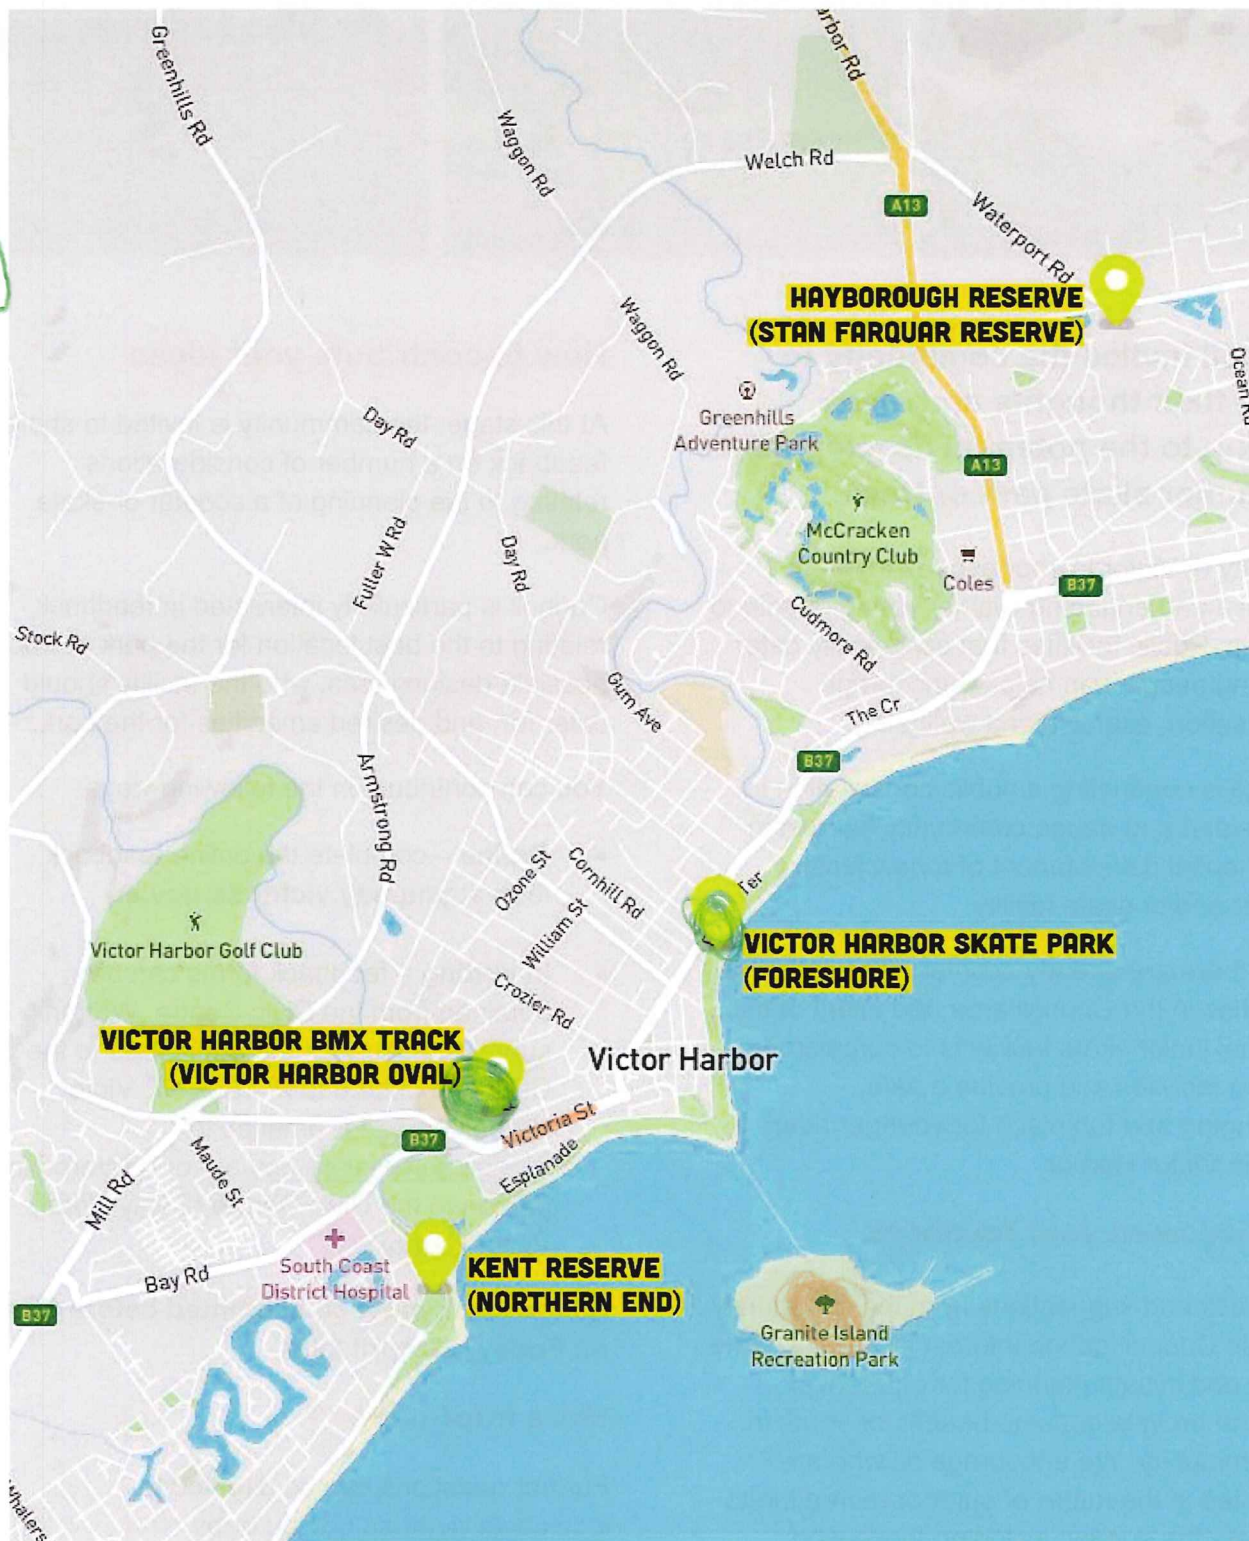 Greenhills Rd
arbor Rd
Waggon Rd
Welch Rd
A13
Waterport Rd
HAYBOROUGH RESERVE
(STAN FARQUAR RESERVE)
Waggon Rd
Ocean Rd
Greenhills
Adventure Park
Day Rd
A13
McCracken
Country Club
Coles
B37
Fuller W Rd
Day Rd
Cudmore Rd
Stock Rd
Gum Ave
The Cr
B37
Armstrong Rd
Ozone St
Cornhill Rd
Ter
William St
Victor Harbor Golf Club
VICTOR HARBOR SKATE PARK
(FORESHORE)
Crozier Rd
VICTOR HARBOR BMX TRACK
(VICTOR HARBOR OVAL)
Victor Harbor
Victoria St
B37
Esplanade
Maude St
Mill Rd
South Coast
District Hospital
KENT RESERVE
(NORTHERN END)
Bay Rd
B37
Granite Island
Recreation Park
Whalers